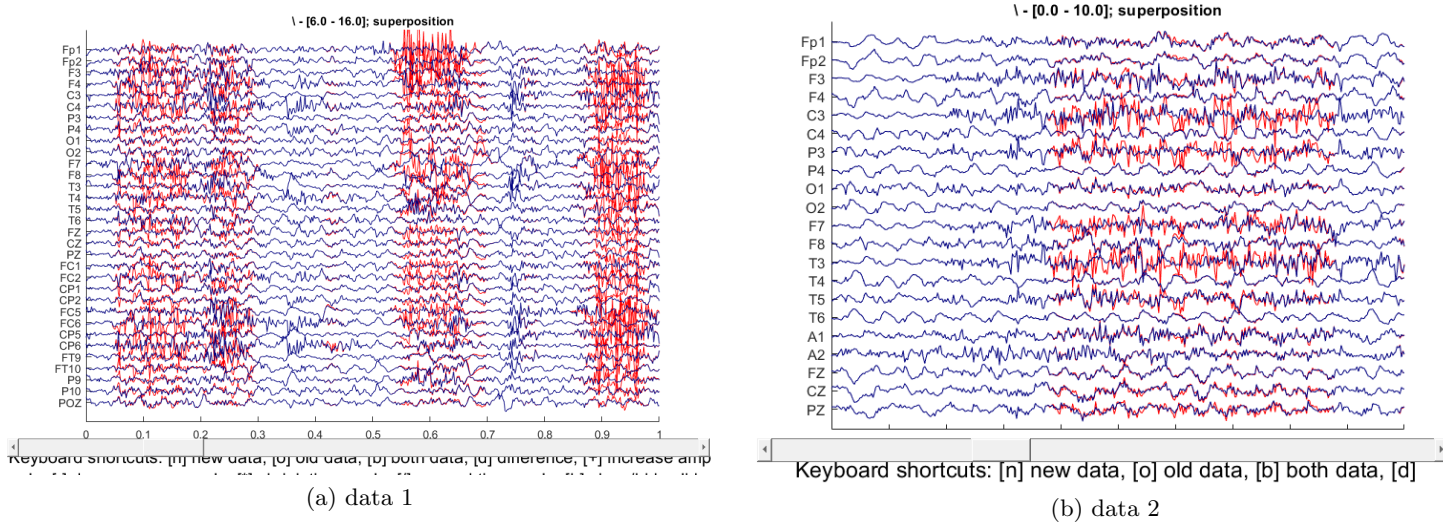 \ - [6.0 - 16.0]; superposition
Fp1
Fp2
F3
F4
C3
C4
P3
P4
O1
O2
F7
F8
T3
T4
T5
T6
FZ
CZ
PZ
FC1
FC2
CP1
CP2
FC5
FC6
CP5
CP6
FT9
FT10
P9
P10
POZ
0 0.1 0.2 0.3 0.4 0.5 0.6 0.7 0.8 0.9 1
Keyboard shortcuts: [n] new data, [o] old data, [b] both data, [d] difference, [+] increase amp
(a) data 1
\ - [0.0 - 10.0]; superposition
Fp1
Fp2
F3
F4
C3
C4
P3
P4
O1
O2
F7
F8
T3
T4
T5
T6
A1
A2
FZ
CZ
PZ
Keyboard shortcuts: [n] new data, [o] old data, [b] both data, [d]
(b) data 2